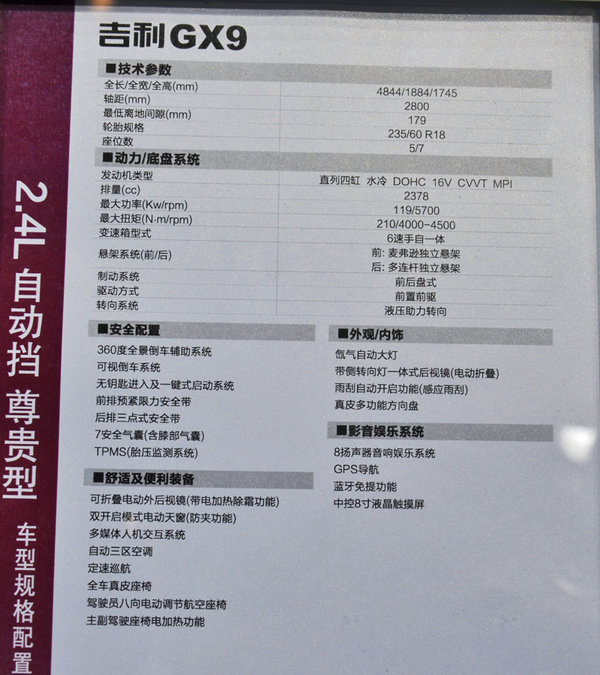 吉利GX9
■技术参数
全长/全宽/全高(mm) 4844/1884/1745
轴距(mm) 2800
最低离地间隙(mm) 179
轮胎规格 235/60 R18
座位数 5/7
■动力/底盘系统
发动机类型 直列四缸 水冷 DOHC 16V CVVT MPI
排量(cc) 2378
最大功率(Kw/rpm) 119/5700
最大扭矩(N·m/rpm) 210/4000-4500
变速箱型式 6速手自一体
悬架系统(前/后) 前: 麦弗逊独立悬架
后: 多连杆独立悬架
制动系统 前后盘式
驱动方式 前置前驱
转向系统 液压助力转向
■安全配置
360度全景倒车辅助系统
可视倒车系统
无钥匙进入及一键式启动系统
前排预紧限力安全带
后排三点式安全带
7安全气囊(含膝部气囊)
TPMS(胎压监测系统)
■舒适及便利装备
可折叠电动外后视镜(带电加热除霜功能)
双开启模式电动天窗(防夹功能)
多媒体人机交互系统
自动三区空调
定速巡航
全车真皮座椅
驾驶员八向电动调节航空座椅
主副驾驶座椅电加热功能
■外观/内饰
氙气自动大灯
带侧转向灯一体式后视镜(电动折叠)
雨刮自动开启功能(感应雨刮)
真皮多功能方向盘
■影音娱乐系统
8扬声器音响娱乐系统
GPS导航
蓝牙免提功能
中控8寸液晶触摸屏
2.4L 自动挡 尊贵型 车型规格配置